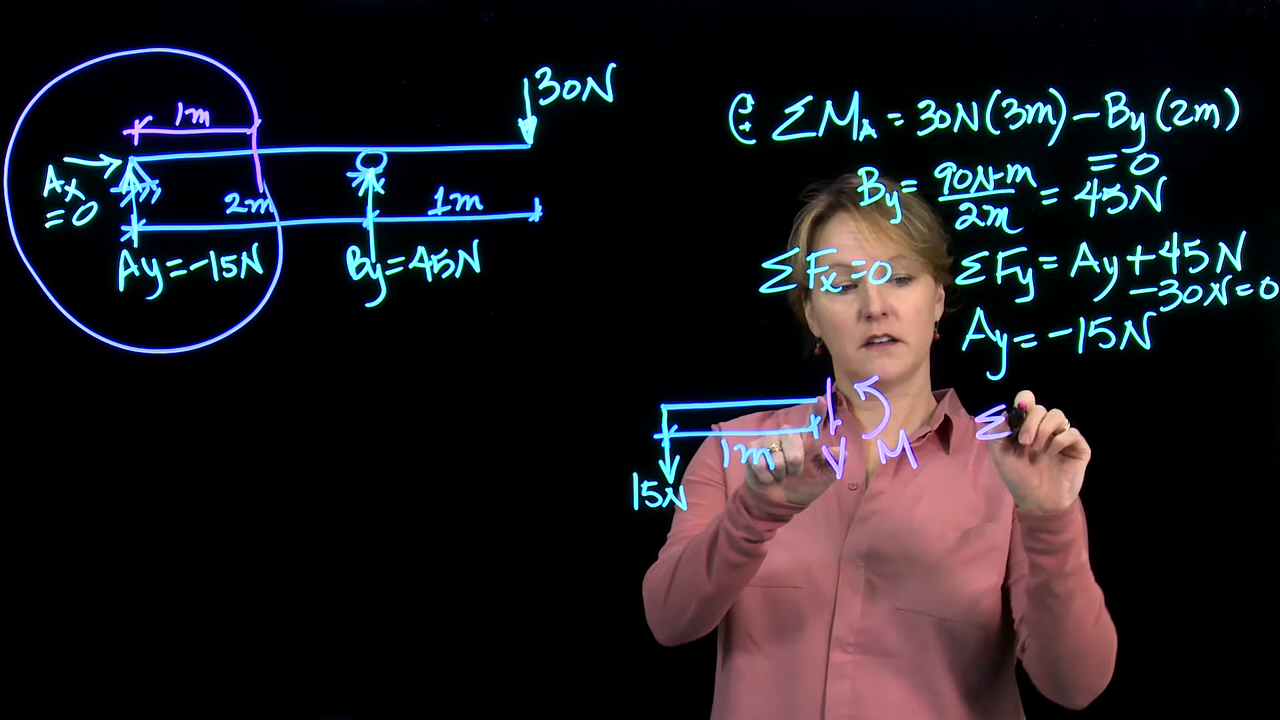 1m
30N
Ax
= 0
2m
1m
Ay = -15N
By = 45N
(+ ΣM_A = 30N(3m) - By(2m)
= 0
By = 90N·m / 2m = 45N
ΣFx = 0
ΣFy = Ay + 45N
- 30N = 0
Ay = -15N
1m
V
M
15N
Σ